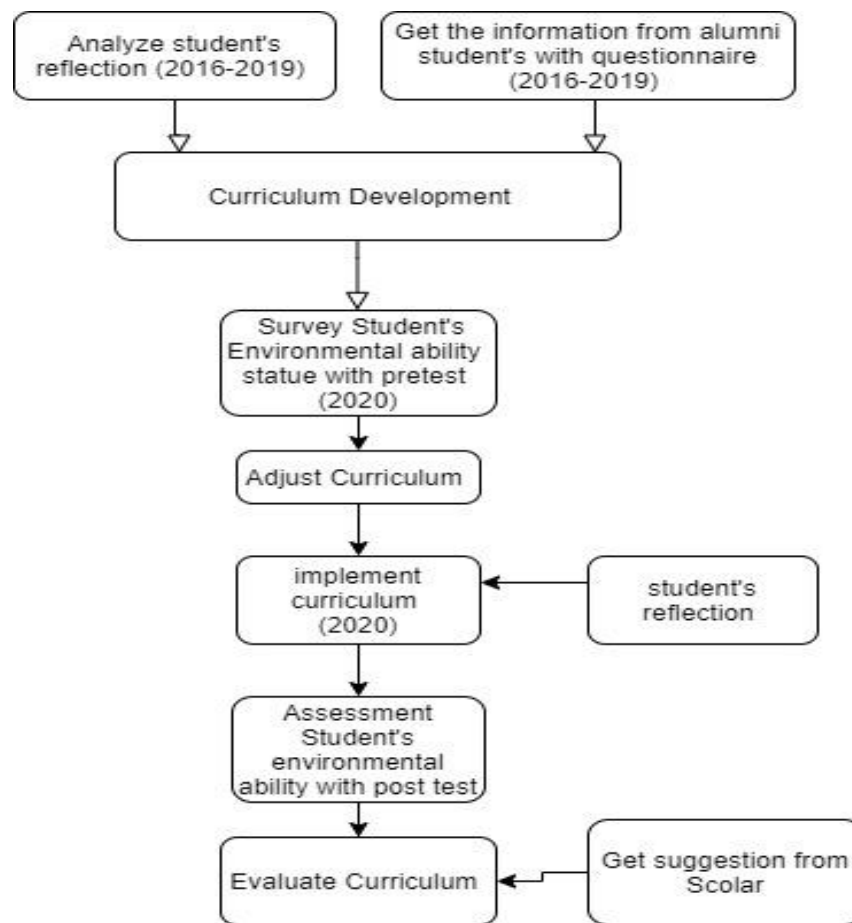 Analyze student's
reflection (2016-2019)
Get the information from alumni
student's with questionnaire
(2016-2019)
Curriculum Development
Survey Student's
Environmental ability
statue with pretest
(2020)
Adjust Curriculum
implement
curriculum
(2020)
student's
reflection
Assessment
Student's
environmental
ability with post test
Evaluate Curriculum
Get suggestion from
Scolar